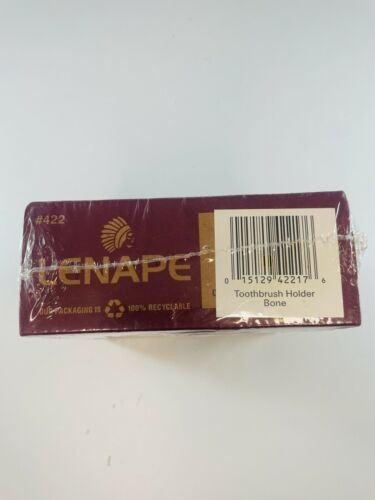 #422
LENAPE
OUR PACKAGING IS 100% RECYCLABLE
0 15129 42217 6
Toothbrush Holder
Bone